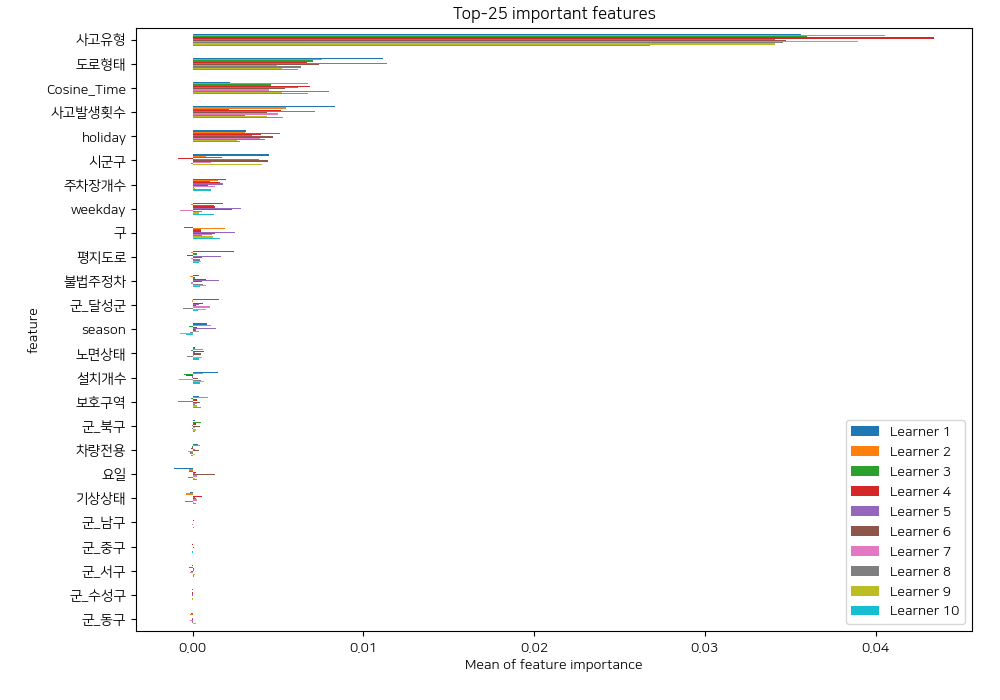 Top-25 important features
사고유형
도로형태
Cosine_Time
사고발생횟수
holiday
시군구
주차장개수
weekday
구
평지도로
불법주정차
군_달성군
season
노면상태
설치개수
보호구역
군_북구
차량전용
요일
기상상태
군_남구
군_중구
군_서구
군_수성구
군_동구
feature
Learner 1
Learner 2
Learner 3
Learner 4
Learner 5
Learner 6
Learner 7
Learner 8
Learner 9
Learner 10
0.00 0.01 0.02 0.03 0.04
Mean of feature importance